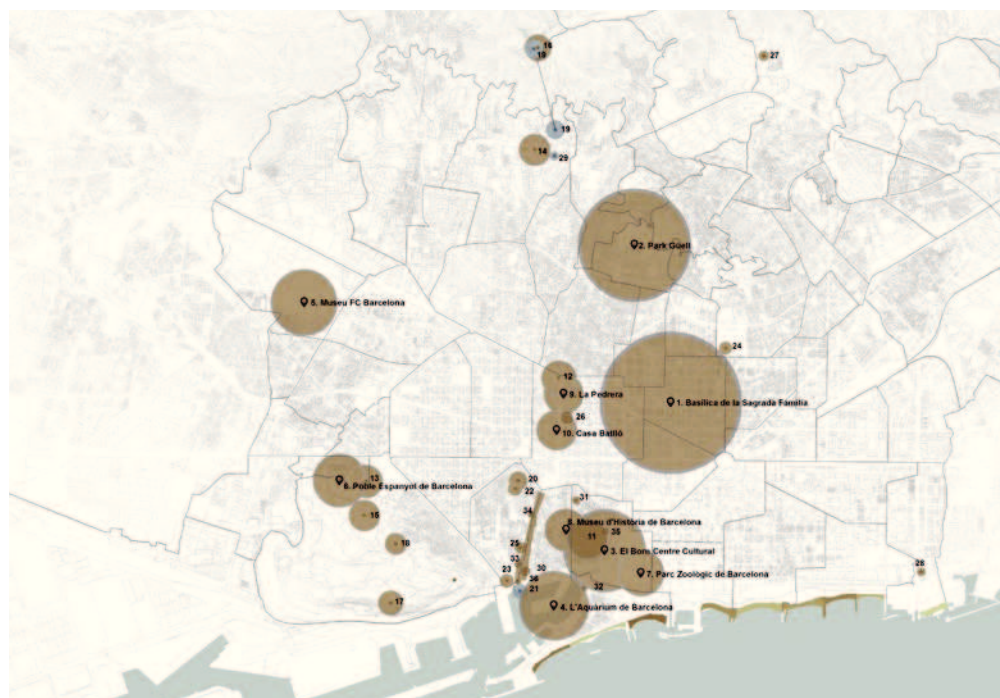 16
18
27
19
14
29
2. Park Güell
5. Museu FC Barcelona
24
12
9. La Pedrera
1. Basílica de la Sagrada Família
26
10. Casa Batlló
13
6. Poble Espanyol de Barcelona
20
22
31
15
34
8. Museu d'Història de Barcelona
11
35
18
25
3. El Born Centre Cultural
33
30
7. Parc Zoològic de Barcelona
28
23
36
21
32
17
4. L'Aquàrium de Barcelona